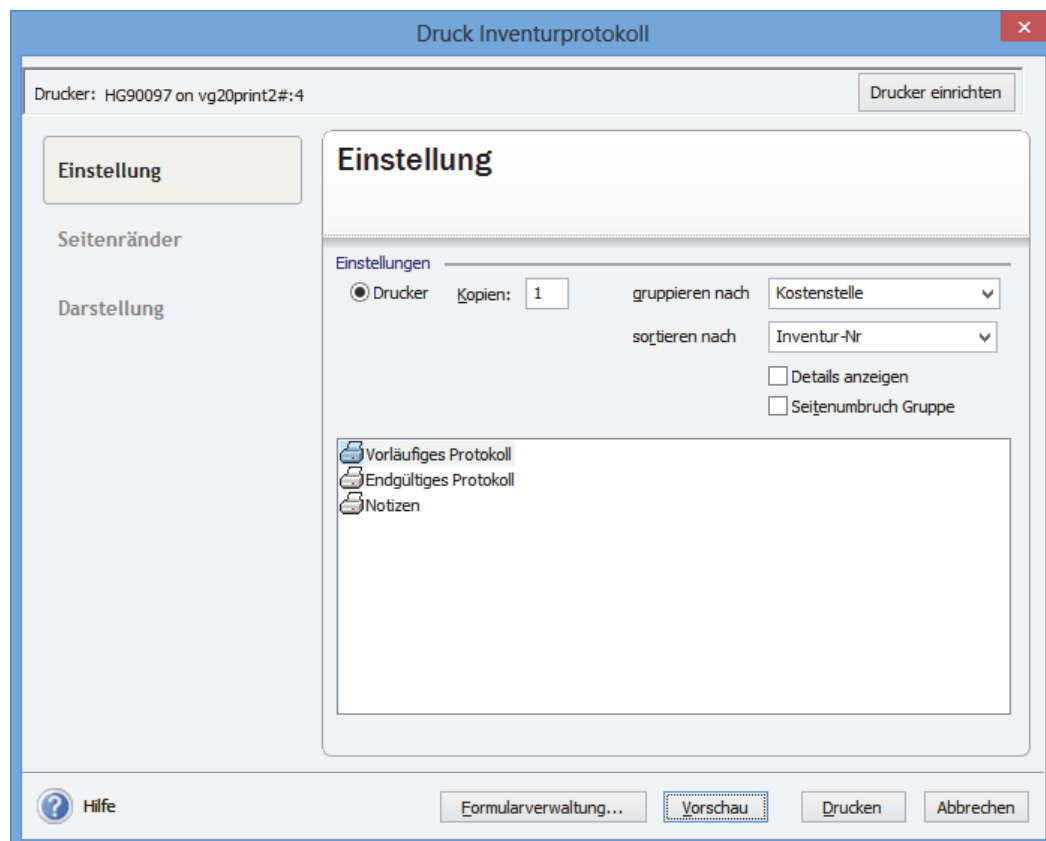 Druck Inventurprotokoll
Drucker: HG90097 on vg20print2#:4
Drucker einrichten
Einstellung
Seitenränder
Darstellung
Einstellung
Einstellungen
Drucker Kopien: 1 gruppieren nach Kostenstelle
sortieren nach Inventur-Nr
Details anzeigen
Seitenumbruch Gruppe
Vorläufiges Protokoll
Endgültiges Protokoll
Notizen
? Hilfe Formularverwaltung... Vorschau Drucken Abbrechen